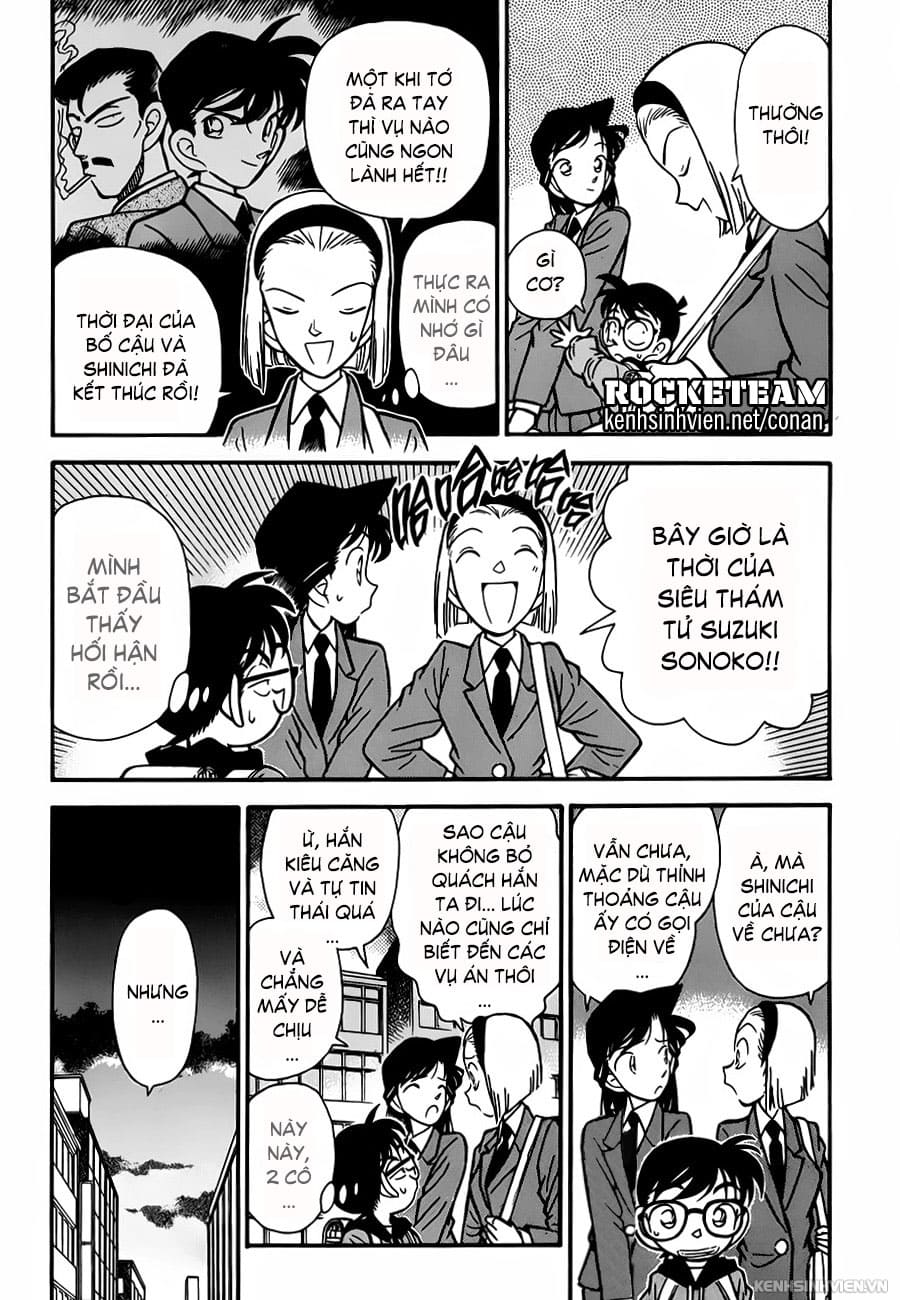 THƯỜNG
THÔI!
GÌ
CƠ?
MỘT KHI TỚ
ĐÃ RA TAY
THÌ VỤ NÀO
CŨNG NGON
LÀNH HẾT!!
THỰC RA
MÌNH CÓ
NHỚ GÌ
ĐÂU
...
THỜI ĐẠI CỦA
BỐ CẬU VÀ
SHINICHI ĐÃ
KẾT THÚC RỒI!
ROCKETEAM
kenhsinhvien.net/conan
BÂY GIỜ LÀ
THỜI CỦA
SIÊU THÁM
TỬ SUZUKI
SONOKO!!
哈哈哈哈哈
MÌNH
BẮT ĐẦU
THẤY
HỐI HẬN
RỒI...
À, MÀ
SHINICHI
CỦA CẬU
VỀ CHƯA?
VẪN CHƯA,
MẶC DÙ THỈNH
THOẢNG CẬU
ẤY CÓ GỌI
ĐIỆN VỀ
...
SAO CẬU
KHÔNG BỎ
QUÁCH HẮN
TA ĐI... LÚC
NÀO CŨNG CHỈ
BIẾT ĐẾN CÁC
VỤ ÁN THÔI
...
Ừ, HẮN
KIÊU CĂNG
VÀ TỰ TIN
THÁI QUÁ
...
VÀ
CHẲNG
MẤY DỄ
CHỊU
...
NÀY
NÀY,
2 CÔ
...
NHƯNG
...
KENHSINHVIEN.VN